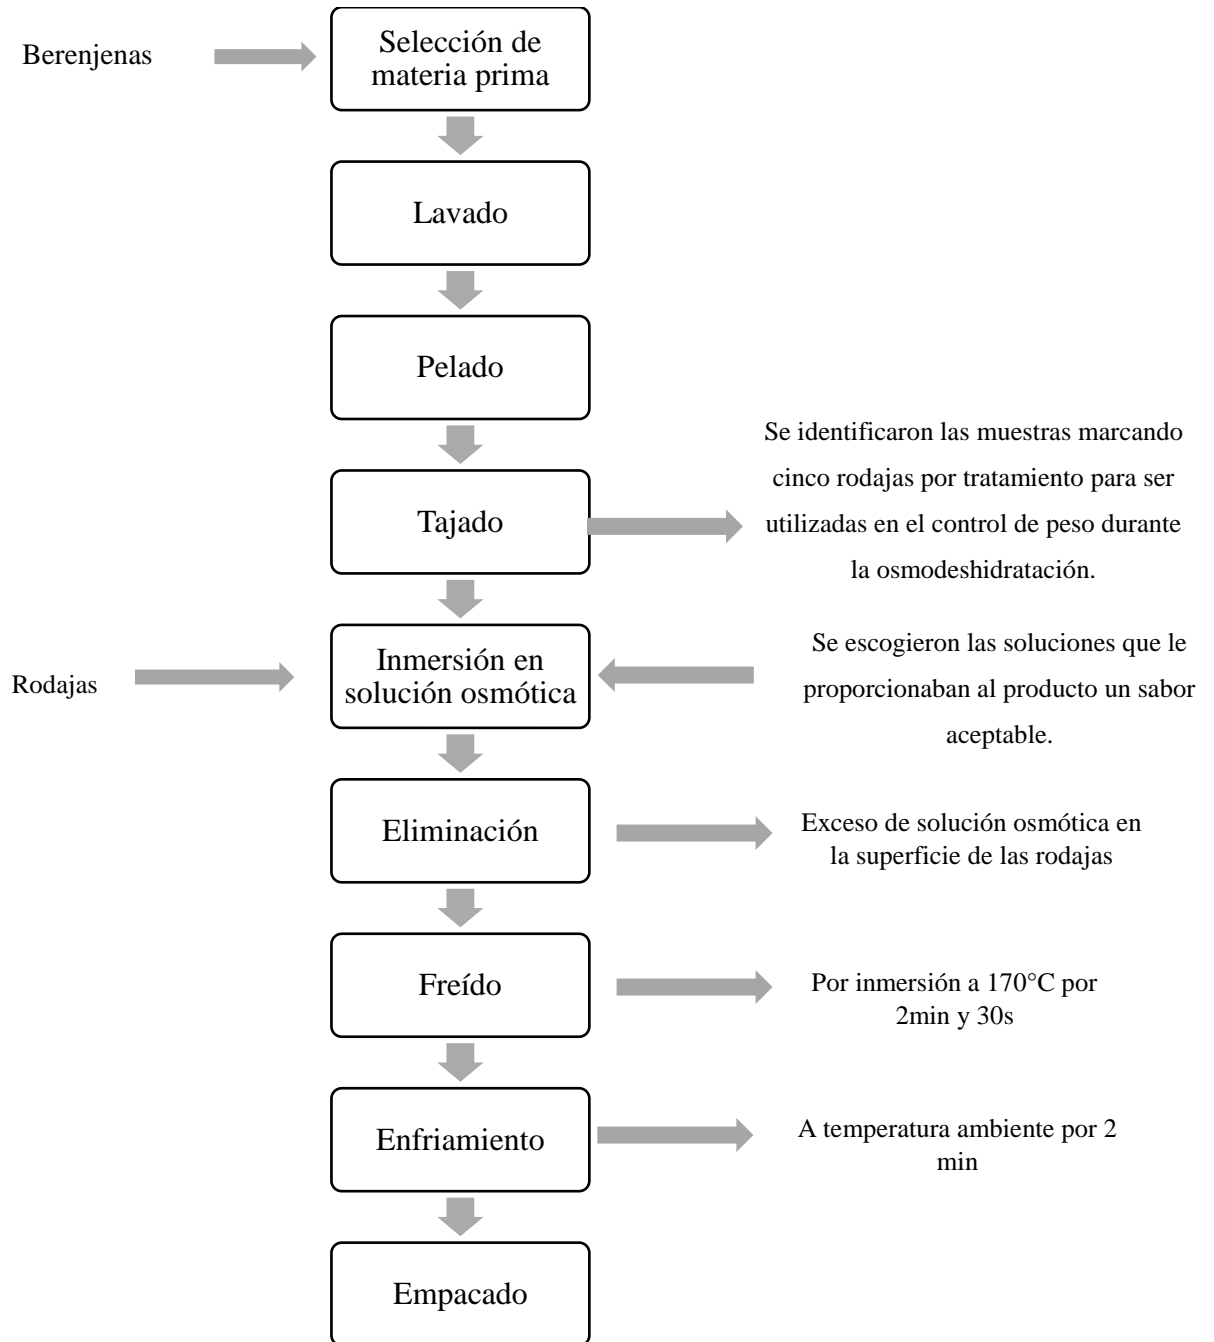 Berenjenas
Selección de
materia prima
Lavado
Pelado
Tajado
Se identificaron las muestras marcando
cinco rodajas por tratamiento para ser
utilizadas en el control de peso durante
la osmodeshidratación.
Rodajas
Inmersión en
solución osmótica
Se escogieron las soluciones que le
proporcionaban al producto un sabor
aceptable.
Eliminación
Exceso de solución osmótica en
la superficie de las rodajas
Freído
Por inmersión a 170°C por
2min y 30s
Enfriamiento
A temperatura ambiente por 2
min
Empacado